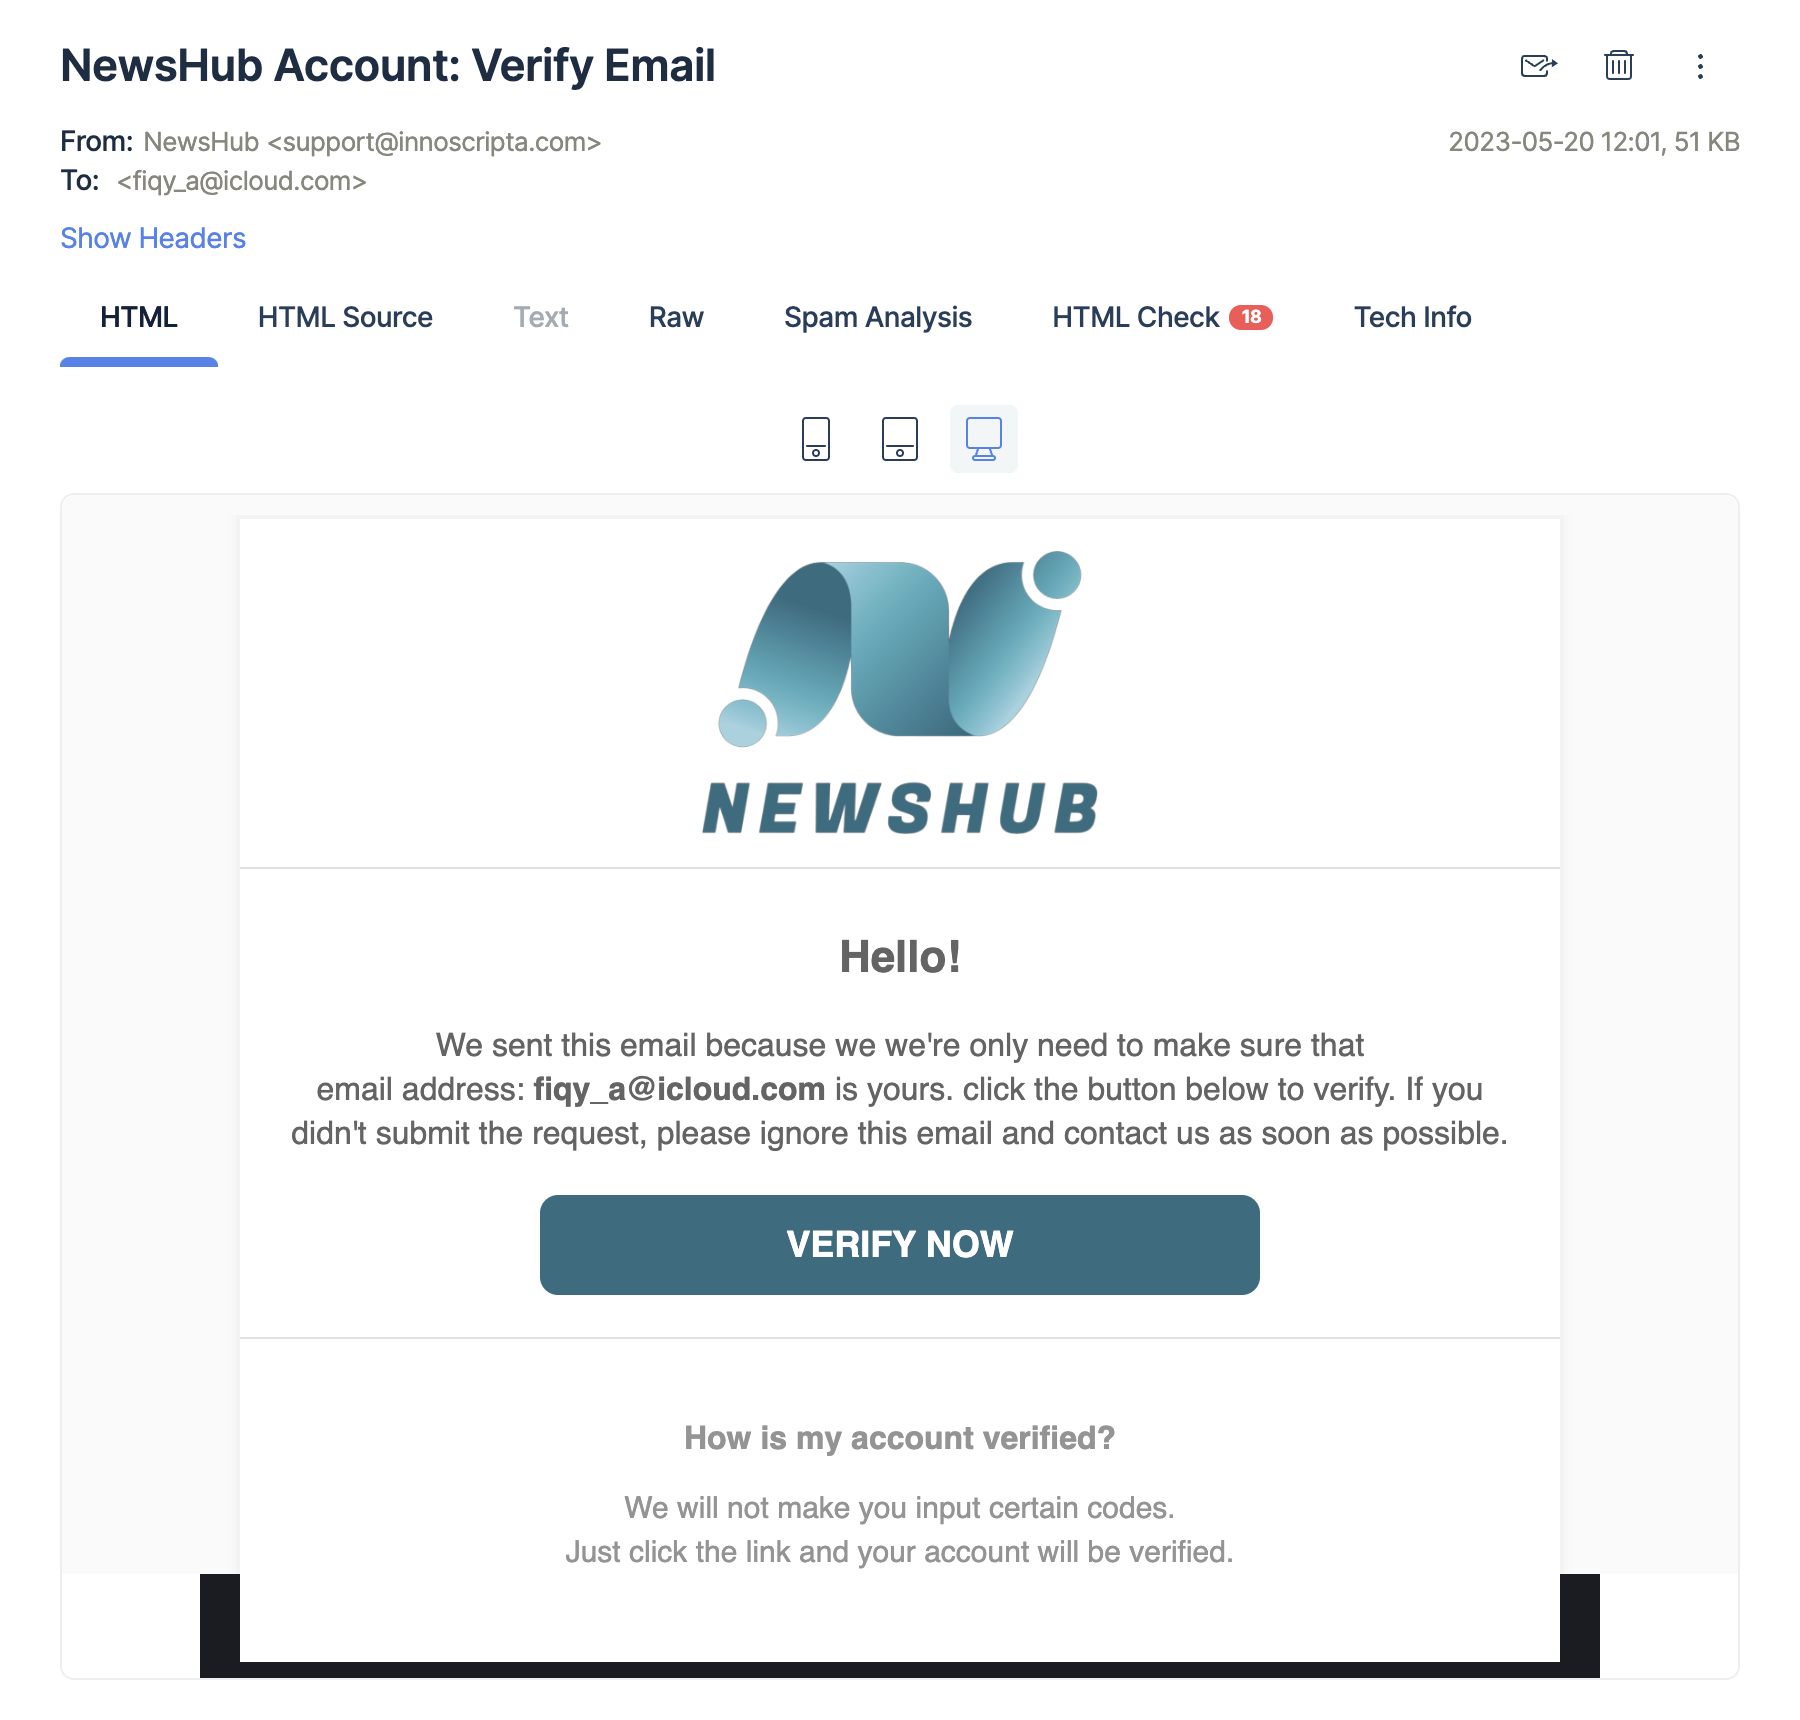 NewsHub Account: Verify Email
From: NewsHub <support@innoscripta.com>
2023-05-20 12:01, 51 KB
To: <fiqy_a@icloud.com>
Show Headers
HTML HTML Source Text Raw Spam Analysis HTML Check 18 Tech Info
NEWSHUB
Hello!
We sent this email because we we're only need to make sure that
email address: fiqy_a@icloud.com is yours. click the button below to verify. If you
didn't submit the request, please ignore this email and contact us as soon as possible.
VERIFY NOW
How is my account verified?
We will not make you input certain codes.
Just click the link and your account will be verified.